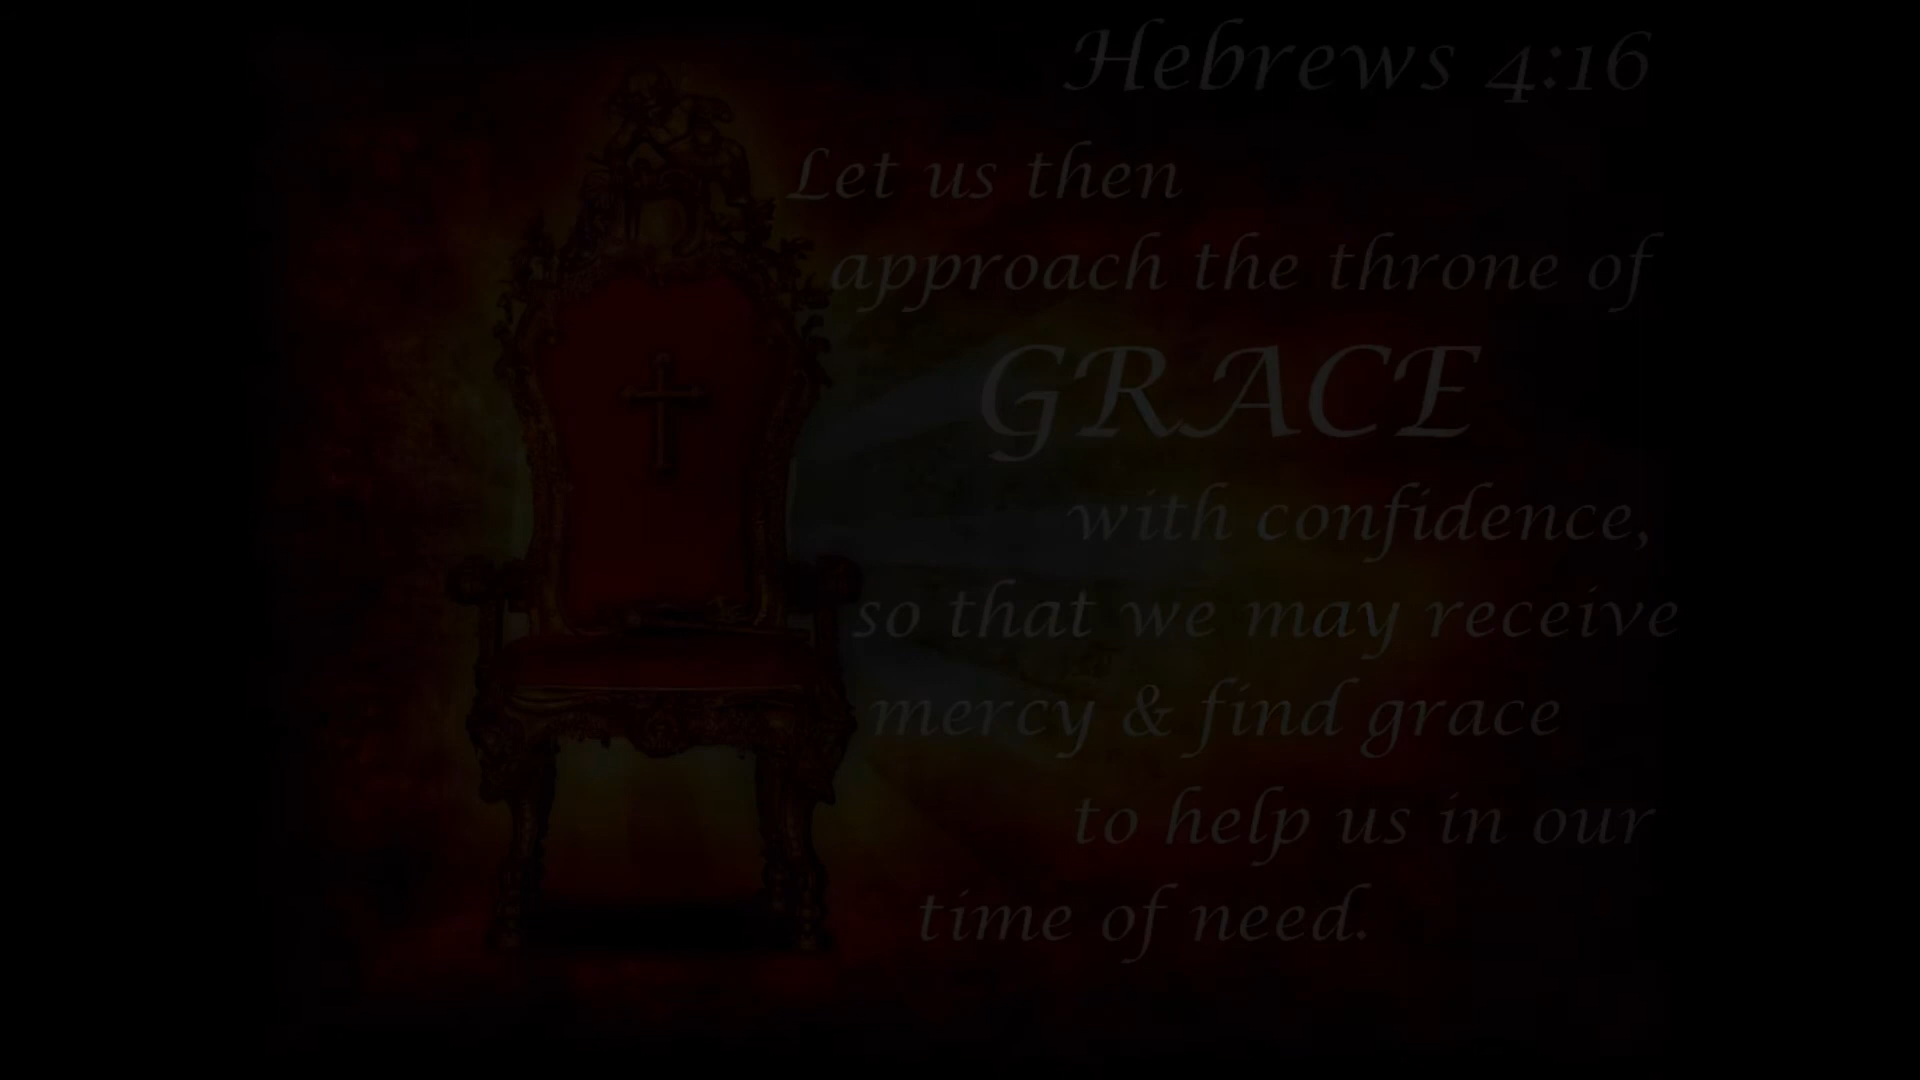 Hebrews 4:16
Let us then
approach the throne of
GRACE
with confidence,
so that we may receive
mercy & find grace
to help us in our
time of need.